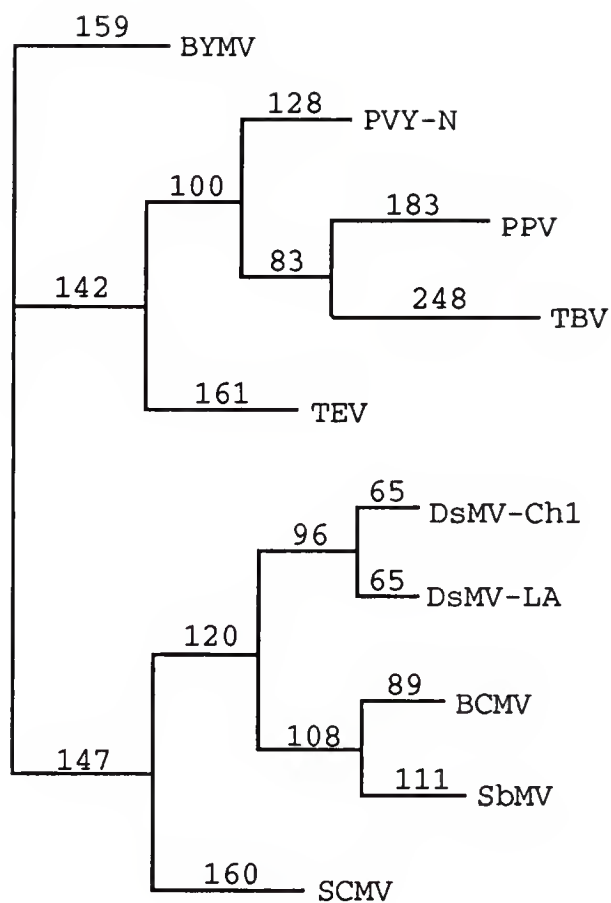 159 BYMV
128 PVY-N
100
183 PPV
83
142
248 TBV
161 TEV
65 DsMV-Ch1
96
65 DsMV-LA
120
89 BCMV
108
147
111 SbMV
160 SCMV